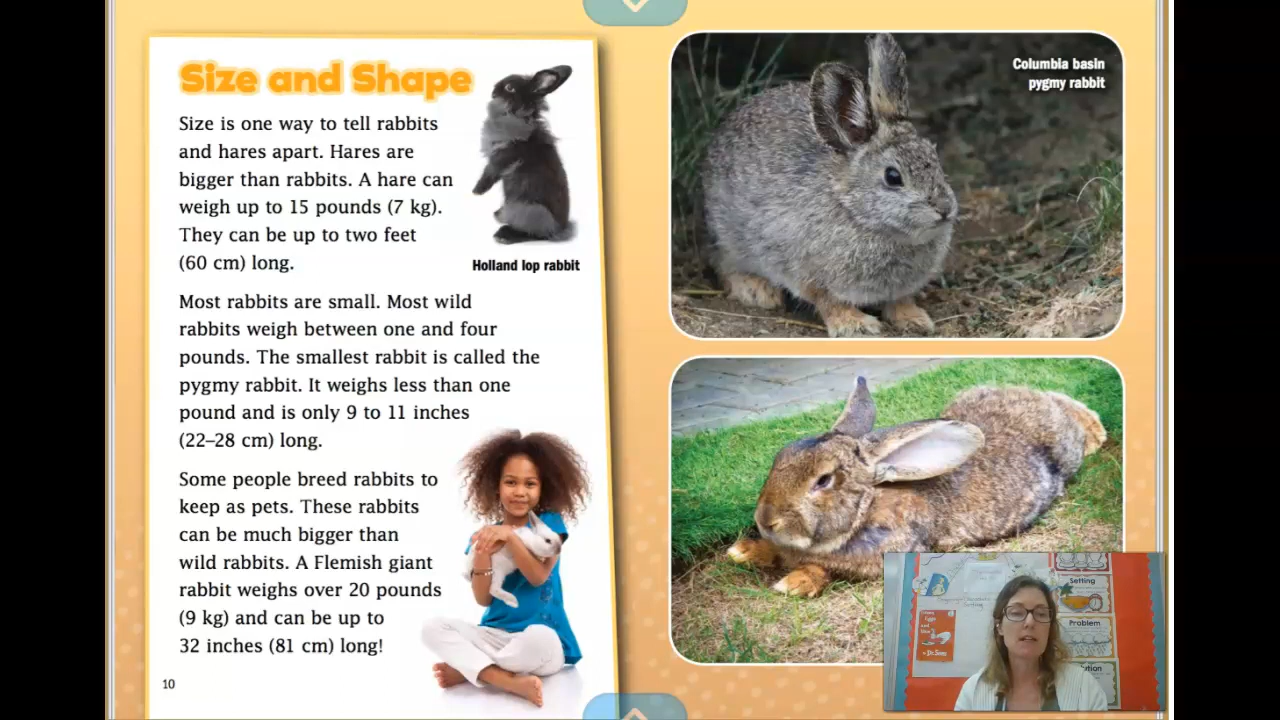 Size and Shape
Size is one way to tell rabbits
and hares apart. Hares are
bigger than rabbits. A hare can
weigh up to 15 pounds (7 kg).
They can be up to two feet
(60 cm) long.
Holland lop rabbit
Most rabbits are small. Most wild
rabbits weigh between one and four
pounds. The smallest rabbit is called the
pygmy rabbit. It weighs less than one
pound and is only 9 to 11 inches
(22–28 cm) long.
Some people breed rabbits to
keep as pets. These rabbits
can be much bigger than
wild rabbits. A Flemish giant
rabbit weighs over 20 pounds
(9 kg) and can be up to
32 inches (81 cm) long!
10
Columbia basin
pygmy rabbit
Setting
Problem